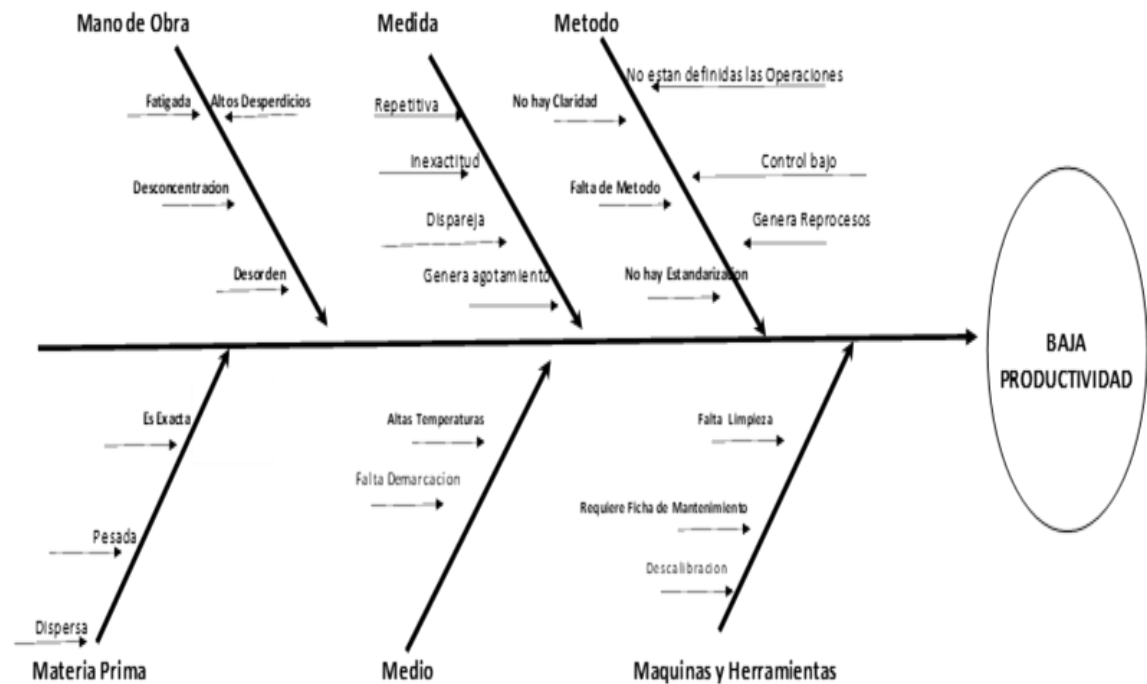 Mano de Obra
Medida
Metodo
No estan definidas las Operaciones
Fatigada
Altos Desperdicios
Repetitiva
No hay Claridad
Inexactitud
Control bajo
Desconcentracion
Falta de Metodo
Dispareja
Genera Reprocesos
Desorden
Genera agotamiento
No hay Estandarizacion
BAJA
PRODUCTIVIDAD
Es Exacta
Altas Temperaturas
Falta Limpieza
Falta Demarcacion
Requiere Ficha de Mantenimiento
Pesada
Descalibracion
Dispersa
Materia Prima
Medio
Maquinas y Herramientas